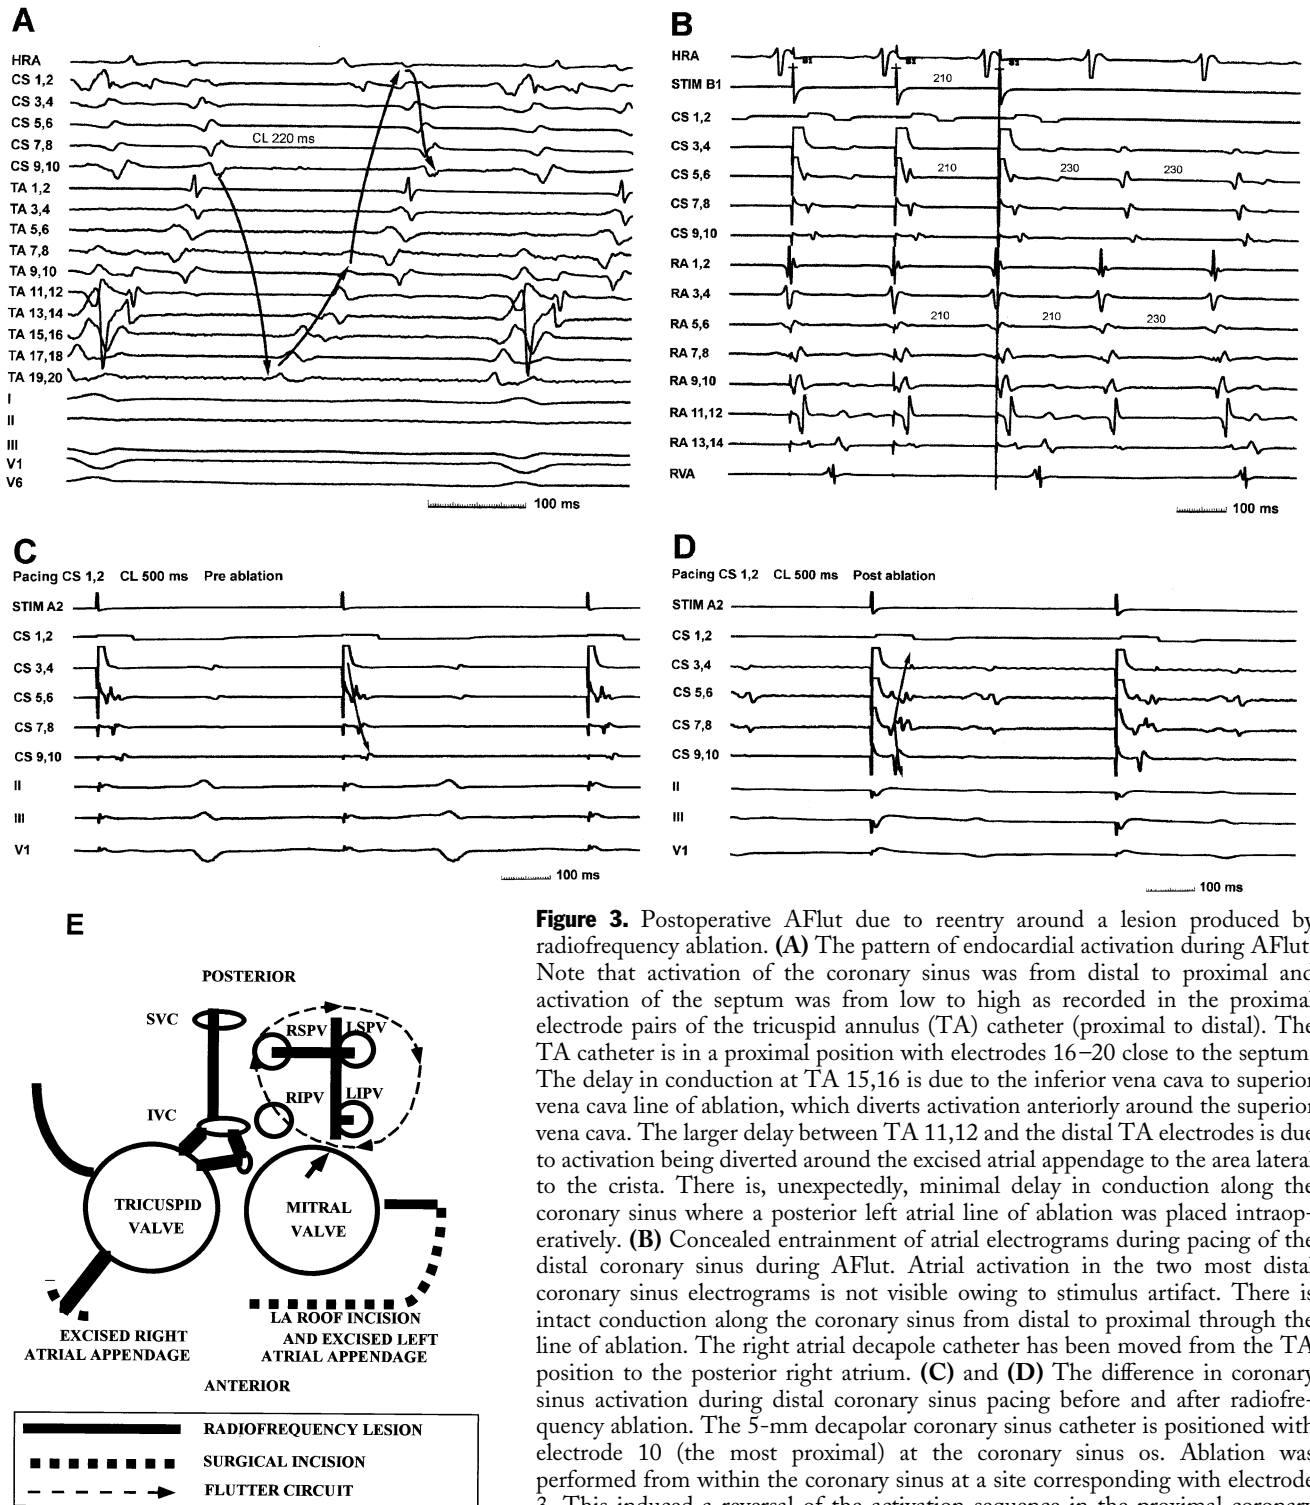 A
HRA
CS 1,2
CS 3,4
CS 5,6
CS 7,8
CL 220 ms
CS 9,10
TA 1,2
TA 3,4
TA 5,6
TA 7,8
TA 9,10
TA 11,12
TA 13,14
TA 15,16
TA 17,18
TA 19,20
I
II
III
V1
V6
100 ms
B
HRA
S1 S1 S1
STIM B1
210
CS 1,2
CS 3,4
CS 5,6
210 230 230
CS 7,8
CS 9,10
RA 1,2
RA 3,4
RA 5,6
210 210 230
RA 7,8
RA 9,10
RA 11,12
RA 13,14
RVA
100 ms
C
Pacing CS 1,2 CL 500 ms Pre ablation
STIM A2
CS 1,2
CS 3,4
CS 5,6
CS 7,8
CS 9,10
II
III
V1
100 ms
D
Pacing CS 1,2 CL 500 ms Post ablation
STIM A2
CS 1,2
CS 3,4
CS 5,6
CS 7,8
CS 9,10
II
III
V1
100 ms
E
POSTERIOR
SVC
RSPV LSPV
IVC
RIPV LIPV
TRICUSPID
VALVE
MITRAL
VALVE
LA ROOF INCISION
AND EXCISED LEFT
ATRIAL APPENDAGE
EXCISED RIGHT
ATRIAL APPENDAGE
ANTERIOR
RADIOFREQUENCY LESION
SURGICAL INCISION
FLUTTER CIRCUIT
Figure 3. Postoperative AFlut due to reentry around a lesion produced by
radiofrequency ablation. (A) The pattern of endocardial activation during AFlut
Note that activation of the coronary sinus was from distal to proximal and
activation of the septum was from low to high as recorded in the proximal
electrode pairs of the tricuspid annulus (TA) catheter (proximal to distal). The
TA catheter is in a proximal position with electrodes 16–20 close to the septum
The delay in conduction at TA 15,16 is due to the inferior vena cava to superior
vena cava line of ablation, which diverts activation anteriorly around the superior
vena cava. The larger delay between TA 11,12 and the distal TA electrodes is due
to activation being diverted around the excised atrial appendage to the area lateral
to the crista. There is, unexpectedly, minimal delay in conduction along the
coronary sinus where a posterior left atrial line of ablation was placed intraop-
eratively. (B) Concealed entrainment of atrial electrograms during pacing of the
distal coronary sinus during AFlut. Atrial activation in the two most distal
coronary sinus electrograms is not visible owing to stimulus artifact. There is
intact conduction along the coronary sinus from distal to proximal through the
line of ablation. The right atrial decapole catheter has been moved from the TA
position to the posterior right atrium. (C) and (D) The difference in coronary
sinus activation during distal coronary sinus pacing before and after radiofre-
quency ablation. The 5-mm decapolar coronary sinus catheter is positioned with
electrode 10 (the most proximal) at the coronary sinus os. Ablation was
performed from within the coronary sinus at a site corresponding with electrode
3. This induced a reversal of the activation sequence in the proximal coronary